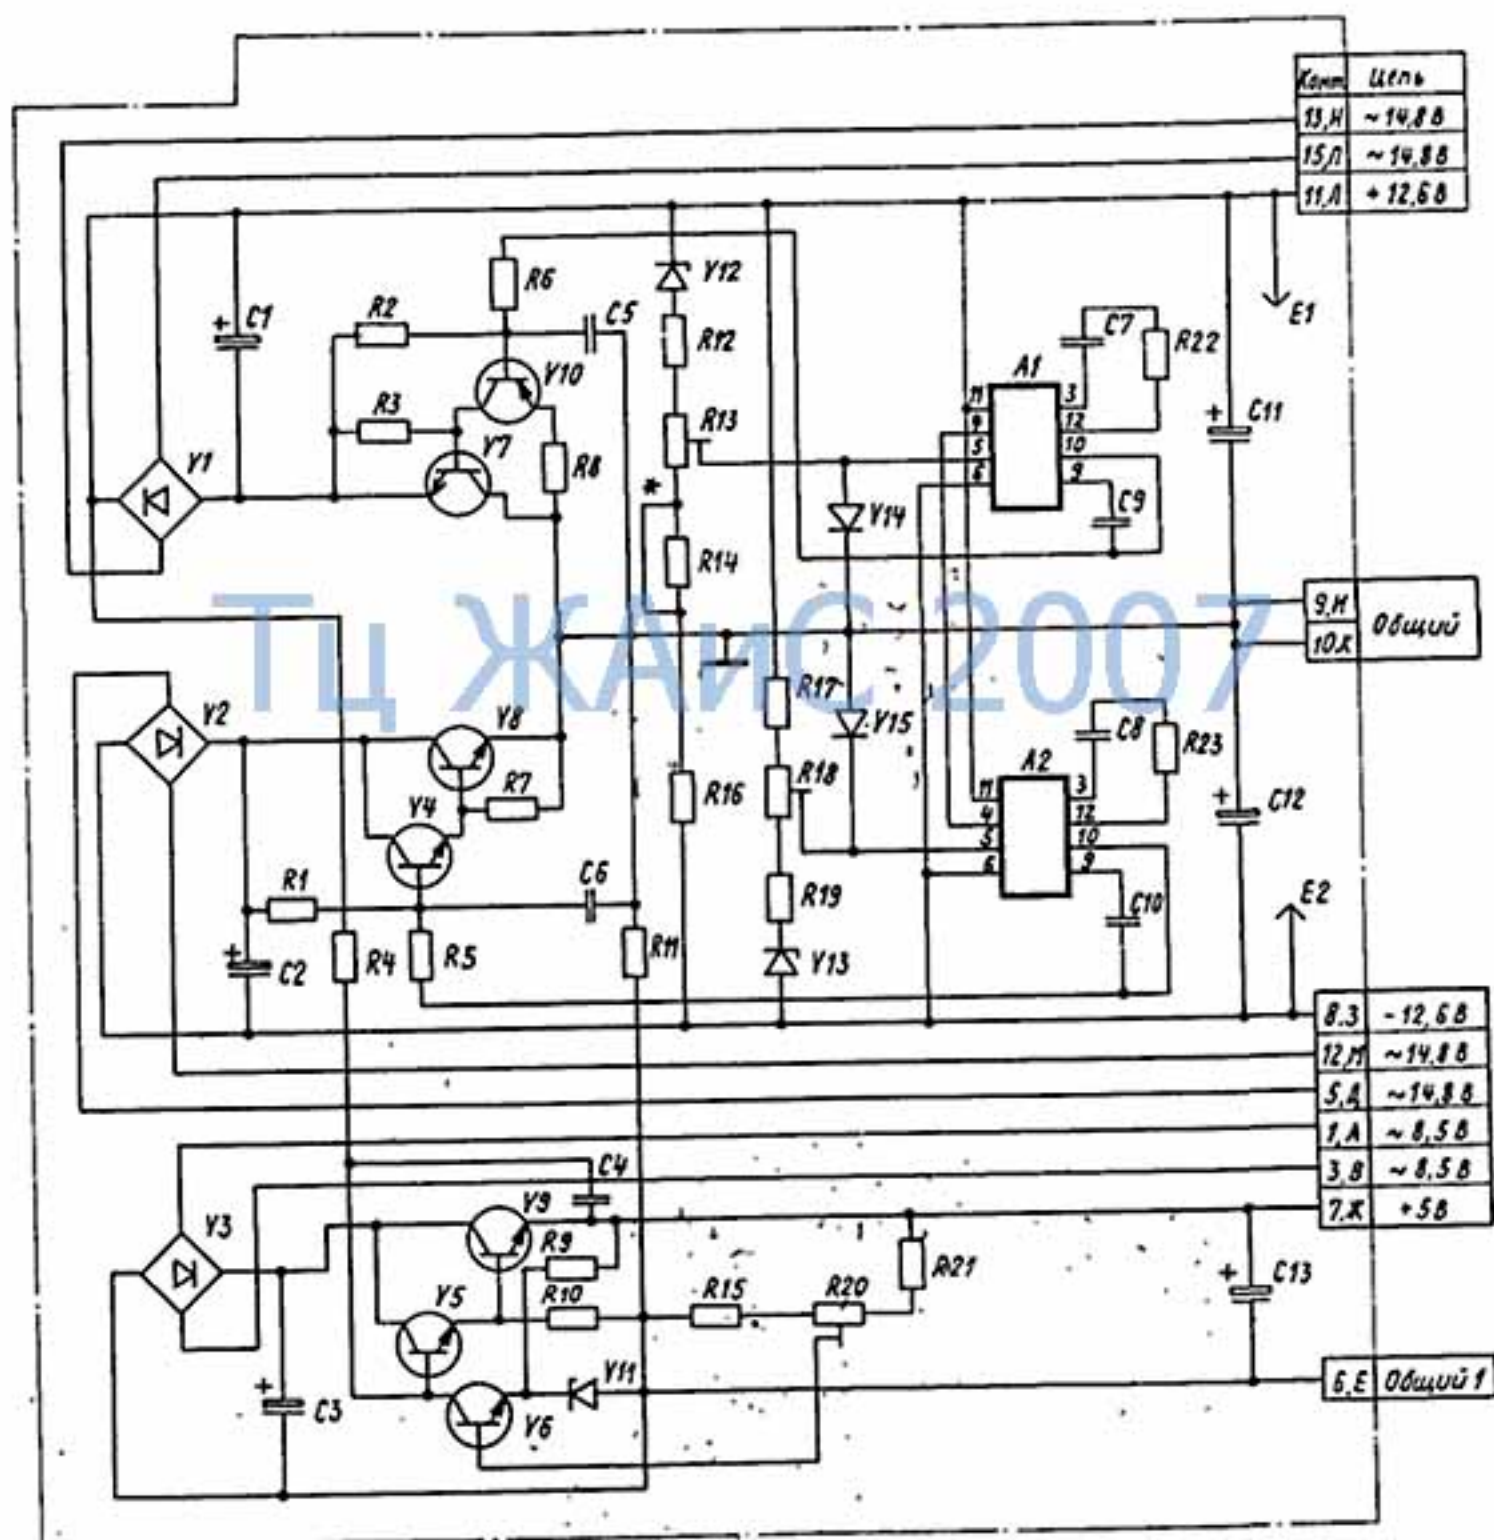 Конт Цепь
13,Н ~14,8 В
15,П ~14,8 В
11,Л +12,6 В
E1
C1
R2
R6
C5
Y12
R12
C7
R22
A1
Y10
R3
R13
11
4
5
6
3
12
10
9
C11
Y1
Y7
R8
*
Y14
C9
R14
9,И
10,К
Общий
Тц ЖАиС 2007
Y2
Y8
R17
Y15
C8
R23
A2
R7
R16
R18
11
4
5
6
3
12
10
9
C12
Y4
R1
C6
R19
C10
E2
C2
R4
R5
R11
Y13
8.З -12,6 В
12,М ~14,8 В
5,Д ~14,8 В
1,А ~8,5 В
3,В ~8,5 В
7,Ж +5 В
C4
Y9
Y3
R9
R21
C13
Y5
R10
R15
R20
Y11
C3
Y6
6,Е Общий 1